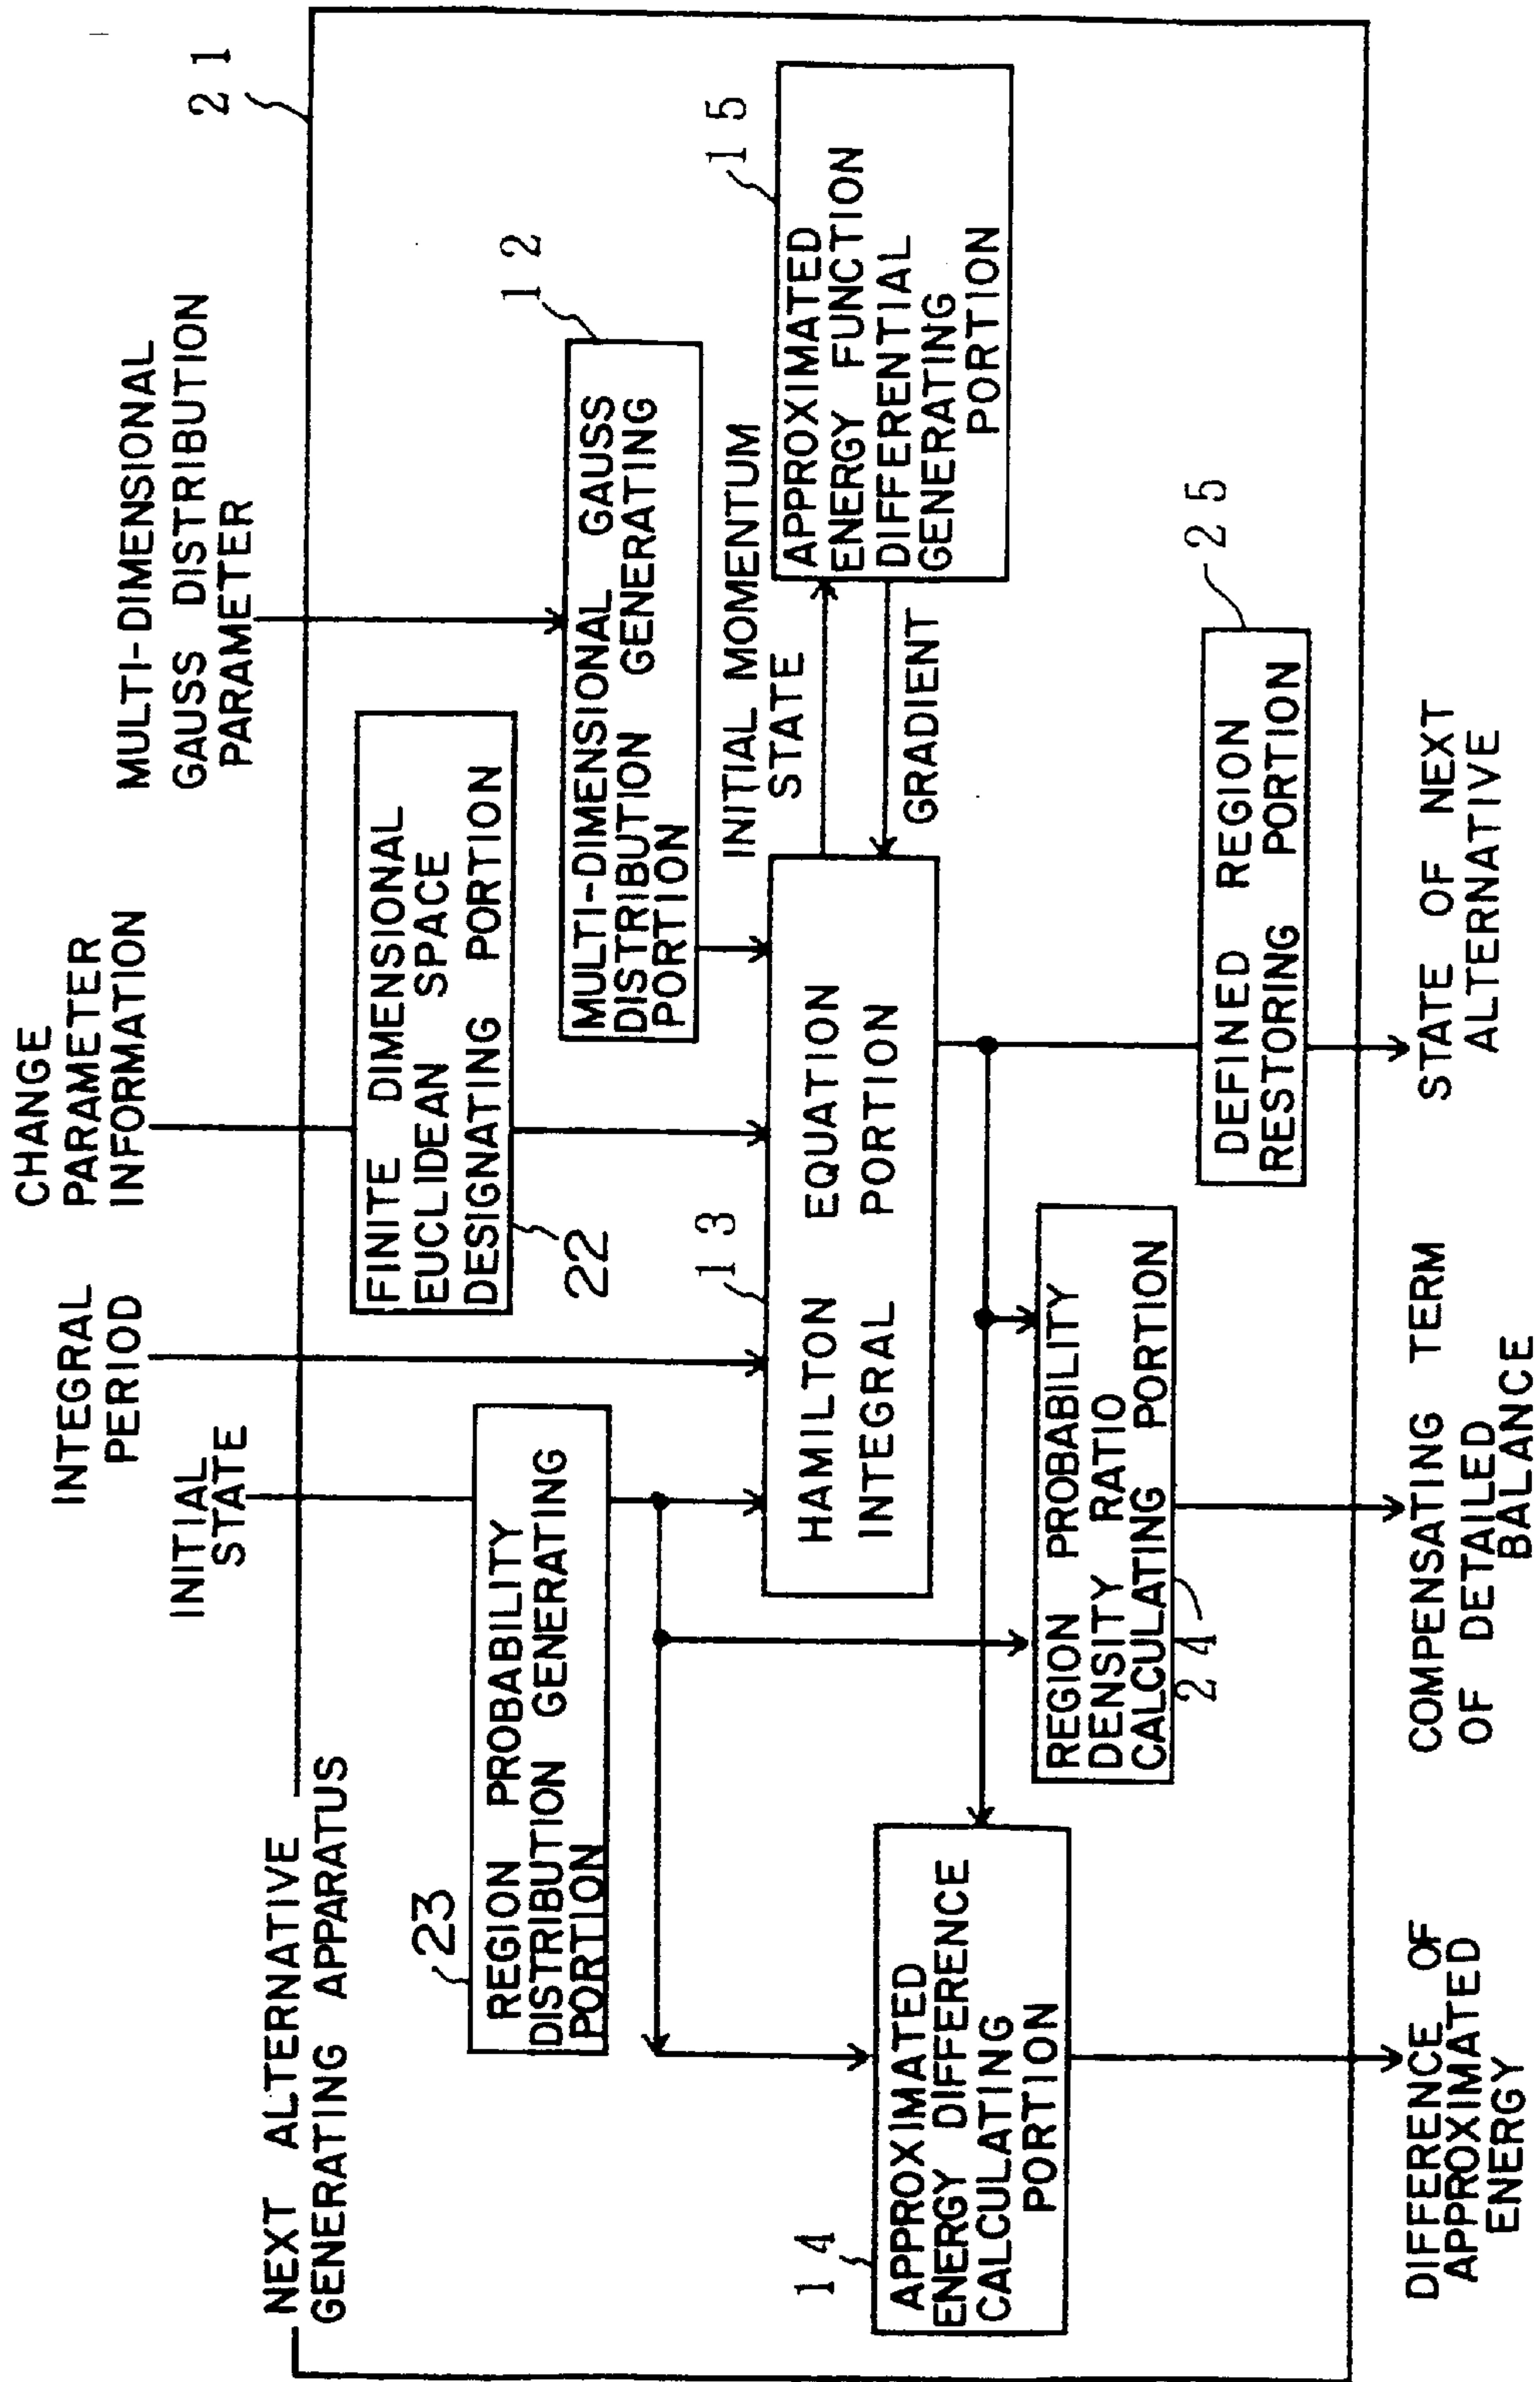 INITIAL
STATE
INTEGRAL
PERIOD
CHANGE
PARAMETER
INFORMATION
MULTI-DIMENSIONAL
GAUSS DISTRIBUTION
PARAMETER
NEXT ALTERNATIVE
GENERATING APPARATUS
21
23
REGION PROBABILITY
DISTRIBUTION GENERATING
PORTION
FINITE DIMENSIONAL
EUCLIDEAN SPACE
DESIGNATING PORTION
22
12
MULTI-DIMENSIONAL GAUSS
DISTRIBUTION GENERATING
PORTION
INITIAL MOMENTUM
13
HAMILTON EQUATION
INTEGRAL PORTION
STATE
GRADIENT
15
APPROXIMATED
ENERGY FUNCTION
DIFFERENTIAL
GENERATING
PORTION
14
APPROXIMATED
ENERGY DIFFERENCE
CALCULATING
PORTION
REGION PROBABILITY
DENSITY RATIO
CALCULATING PORTION
24
25
DEFINED REGION
RESTORING PORTION
DIFFERENCE OF
APPROXIMATED
ENERGY
COMPENSATING TERM
OF DETAILED
BALANCE
STATE OF NEXT
ALTERNATIVE